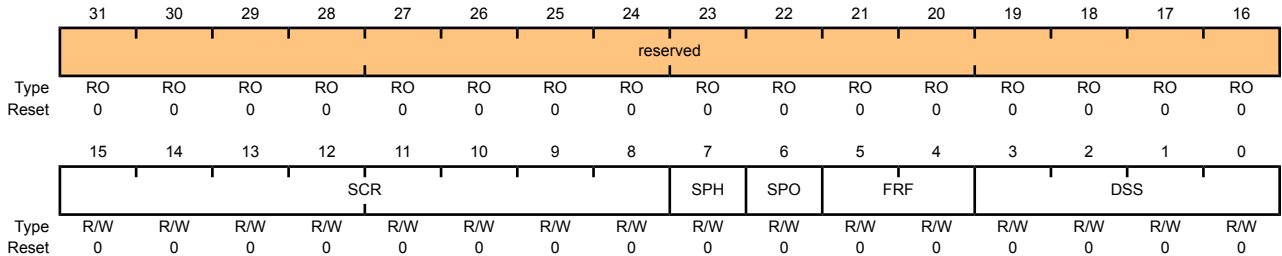 31 30 29 28 27 26 25 24 23 22 21 20 19 18 17 16
reserved
Type RO RO RO RO RO RO RO RO RO RO RO RO RO RO RO RO
Reset 0 0 0 0 0 0 0 0 0 0 0 0 0 0 0 0
15 14 13 12 11 10 9 8 7 6 5 4 3 2 1 0
SCR SPH SPO FRF DSS
Type R/W R/W R/W R/W R/W R/W R/W R/W R/W R/W R/W R/W R/W R/W R/W R/W
Reset 0 0 0 0 0 0 0 0 0 0 0 0 0 0 0 0